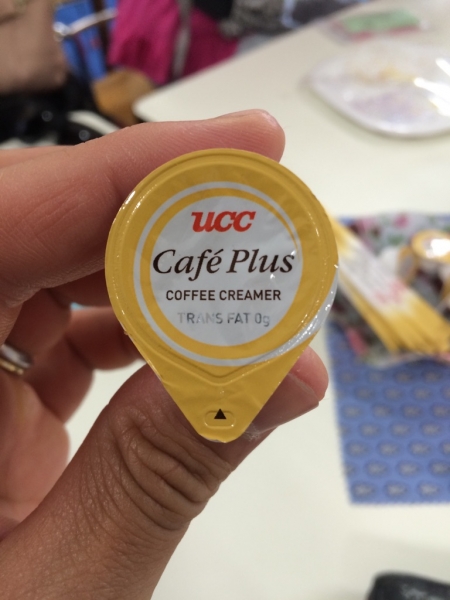 UCC
Café Plus
COFFEE CREAMER
TRANS FAT 0g